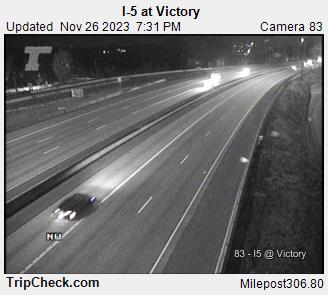 I-5 at Victory
Updated Nov 26 2023 7:31 PM Camera 83
T
NW
83 - I5 @ Victory
TripCheck.com Milepost306.80